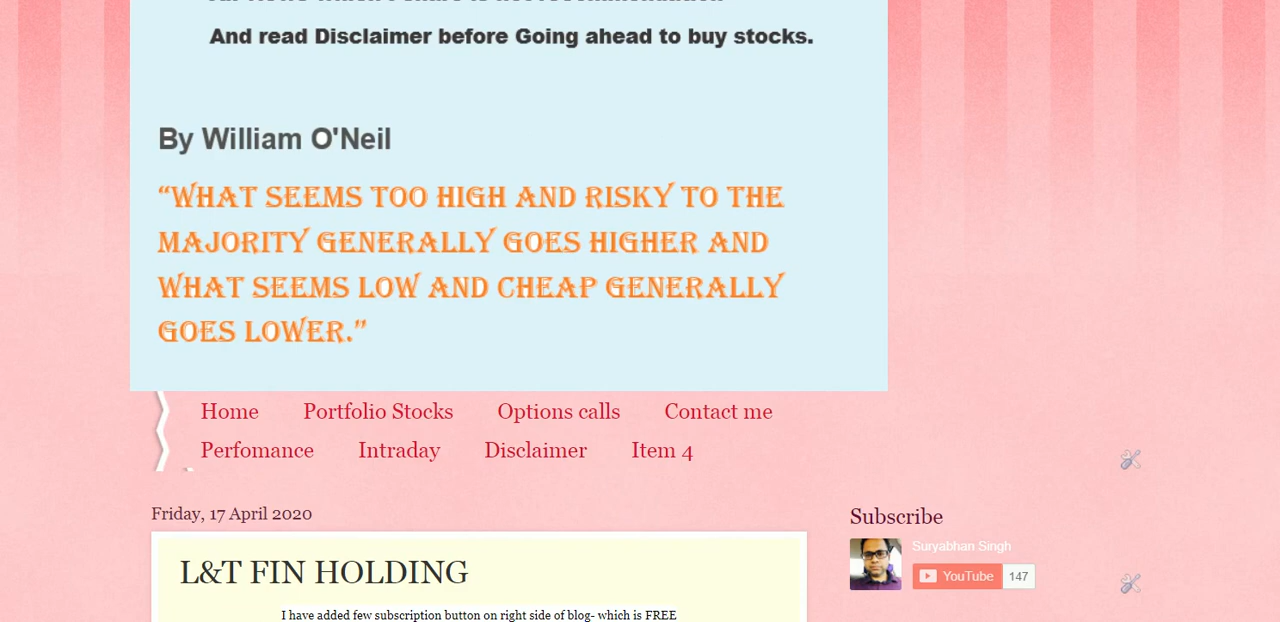 And read Disclaimer before Going ahead to buy stocks.
By William O'Neil
“WHAT SEEMS TOO HIGH AND RISKY TO THE
MAJORITY GENERALLY GOES HIGHER AND
WHAT SEEMS LOW AND CHEAP GENERALLY
GOES LOWER.”
Home Portfolio Stocks Options calls Contact me
Perfomance Intraday Disclaimer Item 4
Friday, 17 April 2020
L&T FIN HOLDING
I have added few subscription button on right side of blog- which is FREE
Subscribe
Suryabhan Singh
YouTube 147